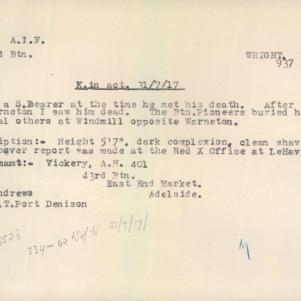 A.I.F.
d Btn.
WRIGHT,
937
K.in act. 31/7/17
a S.Bearer at the time he met his death. After
rneton I saw him dead. The Btn.Pioneers buried h
al others at Windmill opposite Warneton.
iption:- Height 5'7", dark complexion, clean shav
over report was made at the Red X Office at LeHav
mant:- Vickery, A.H. 401
43rd Btn.
East End Market.
ndrews
Adelaide.
.T.Port Denison
334-42
M